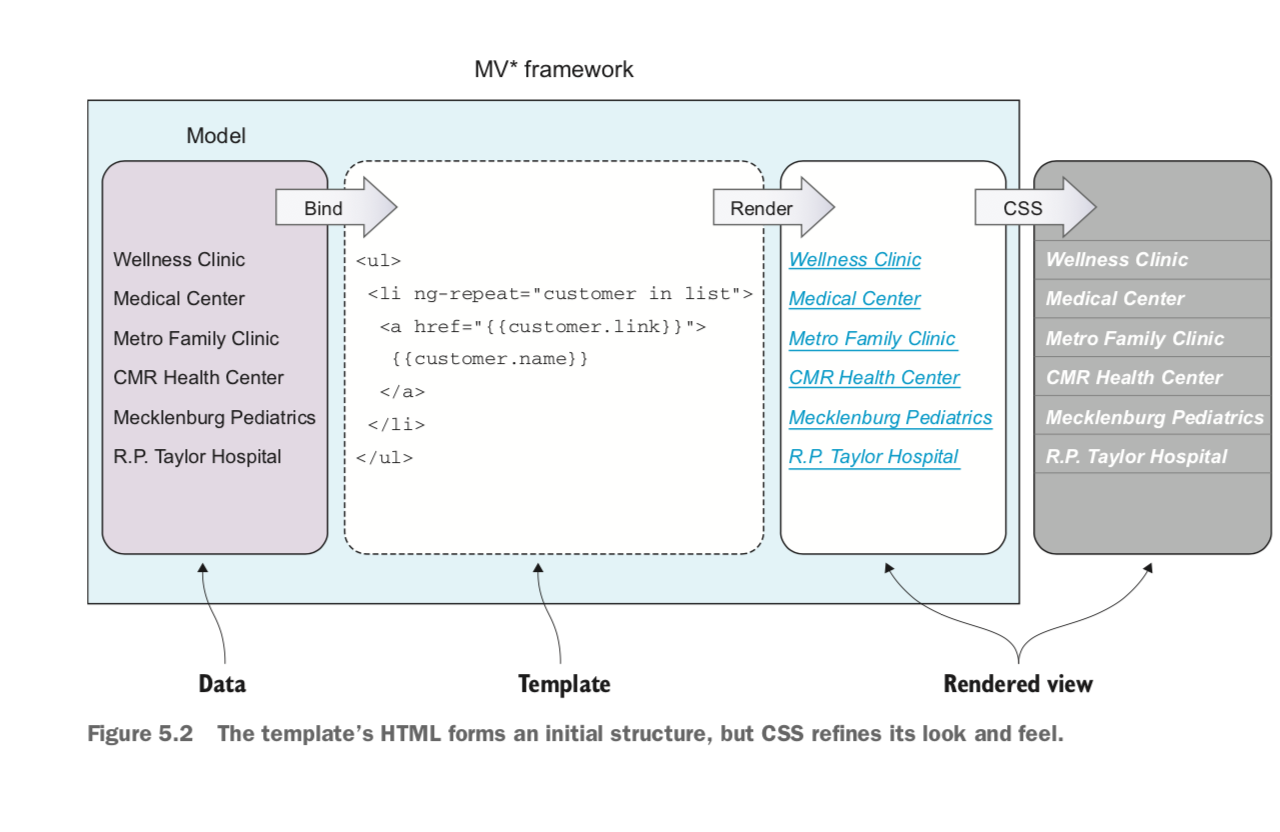 MV* framework
Model
Bind
Render
CSS
Wellness Clinic
Medical Center
Metro Family Clinic
CMR Health Center
Mecklenburg Pediatrics
R.P. Taylor Hospital
<ul>
<li ng-repeat="customer in list">
<a href="{{customer.link}}">
{{customer.name}}
</a>
</li>
</ul>
Wellness Clinic
Medical Center
Metro Family Clinic
CMR Health Center
Mecklenburg Pediatrics
R.P. Taylor Hospital
Wellness Clinic
Medical Center
Metro Family Clinic
CMR Health Center
Mecklenburg Pediatrics
R.P. Taylor Hospital
Data
Template
Rendered view
Figure 5.2 The template’s HTML forms an initial structure, but CSS refines its look and feel.